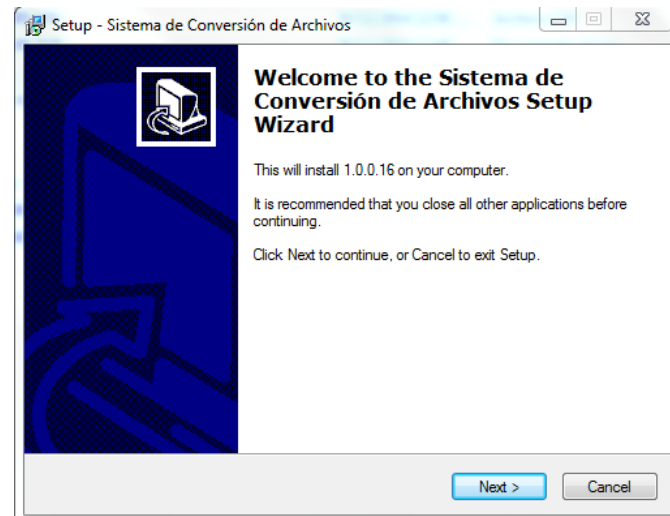 Setup - Sistema de Conversión de Archivos
Welcome to the Sistema de
Conversión de Archivos Setup
Wizard
This will install 1.0.0.16 on your computer.
It is recommended that you close all other applications before
continuing.
Click Next to continue, or Cancel to exit Setup.
Next >
Cancel